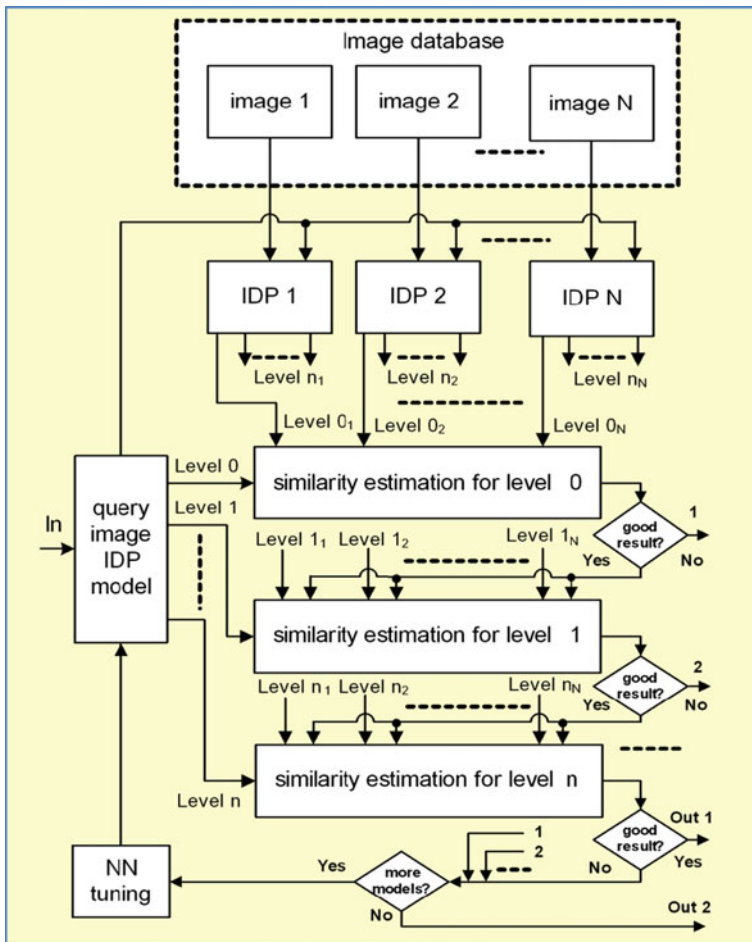 Image database
image 1
image 2
image N
IDP 1
IDP 2
IDP N
Level n₁
Level n₂
Level nN
Level 0₁
Level 0₂
Level 0N
In
query
image
IDP
model
Level 0
Level 1
similarity estimation for level 0
good
result?
1
Yes
No
Level 1₁
Level 1₂
Level 1N
similarity estimation for level 1
good
result?
2
Yes
No
Level n₁
Level n₂
Level nN
similarity estimation for level n
Level n
good
result?
Out 1
No
Yes
1
2
more
models?
Yes
No
NN
tuning
Out 2